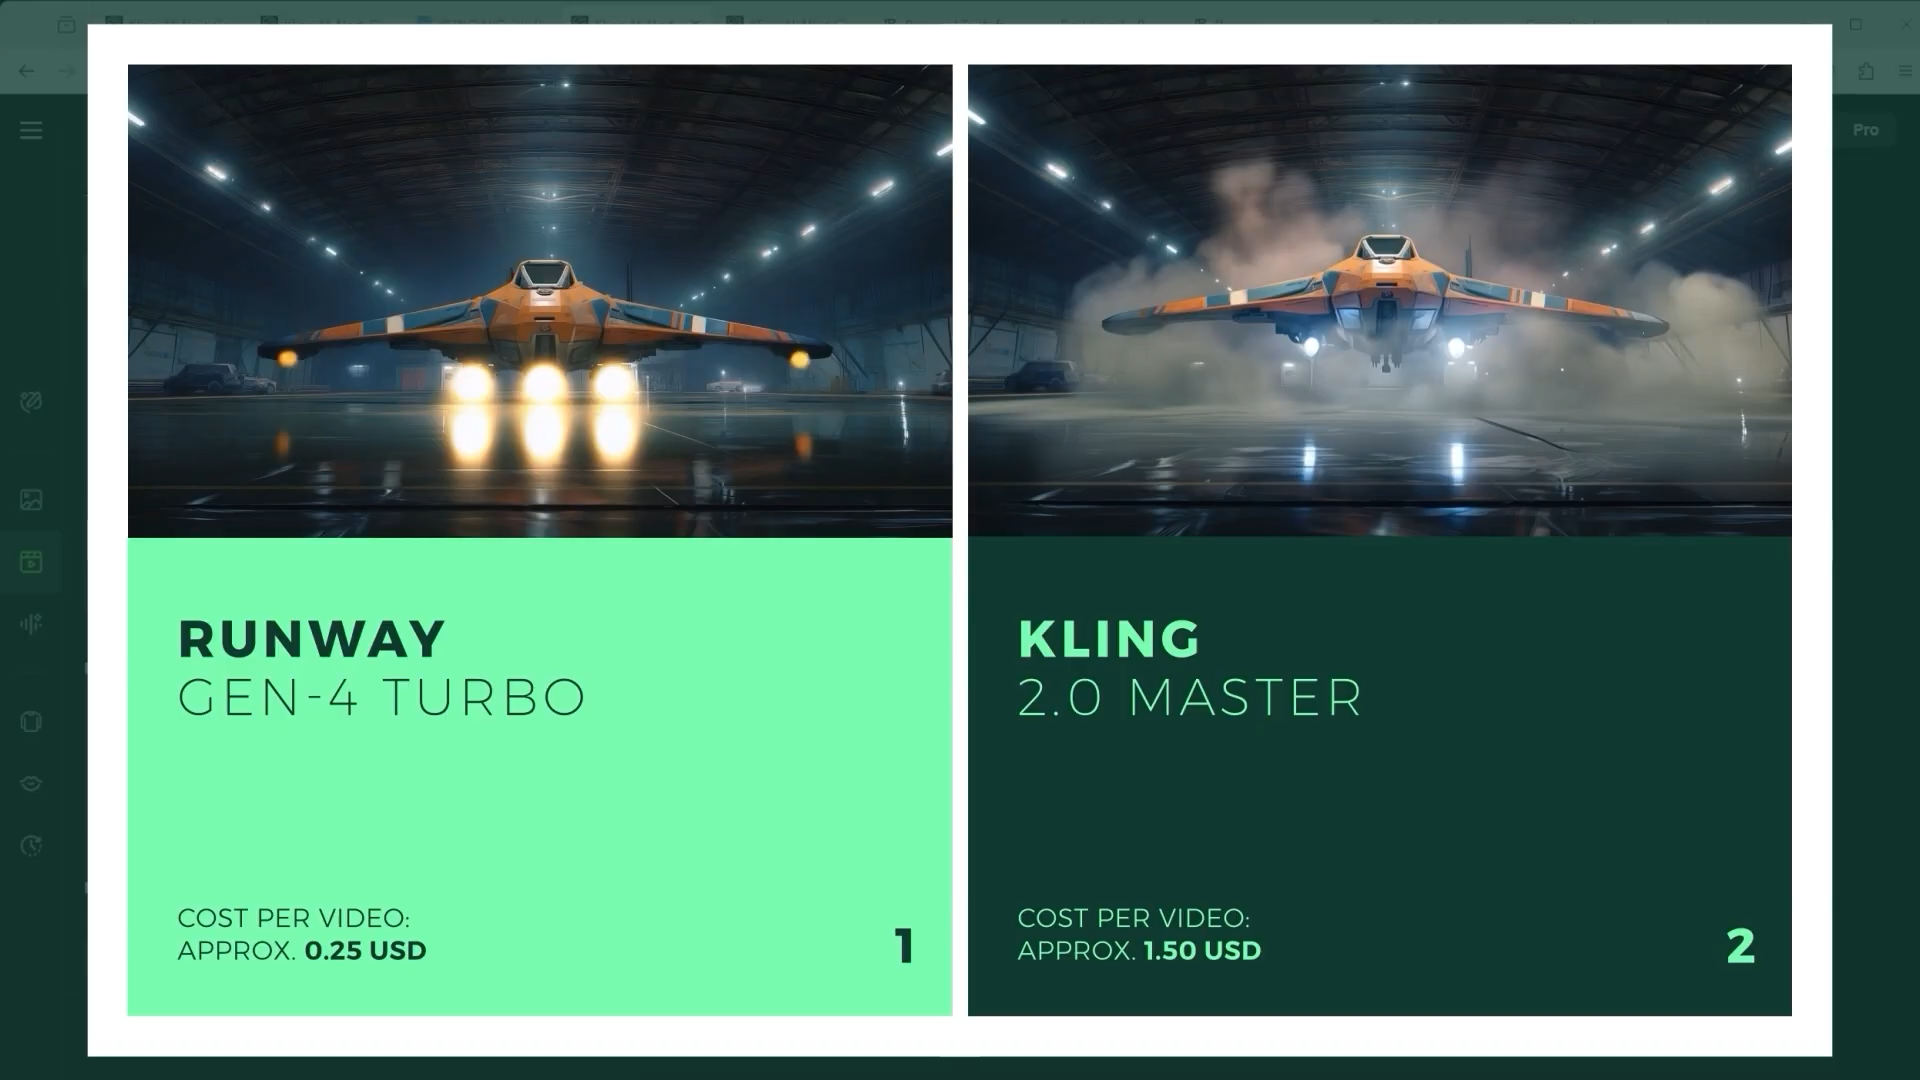 Pro
RUNWAY
GEN-4 TURBO
COST PER VIDEO:
APPROX. 0.25 USD
1
KLING
2.0 MASTER
COST PER VIDEO:
APPROX. 1.50 USD
2